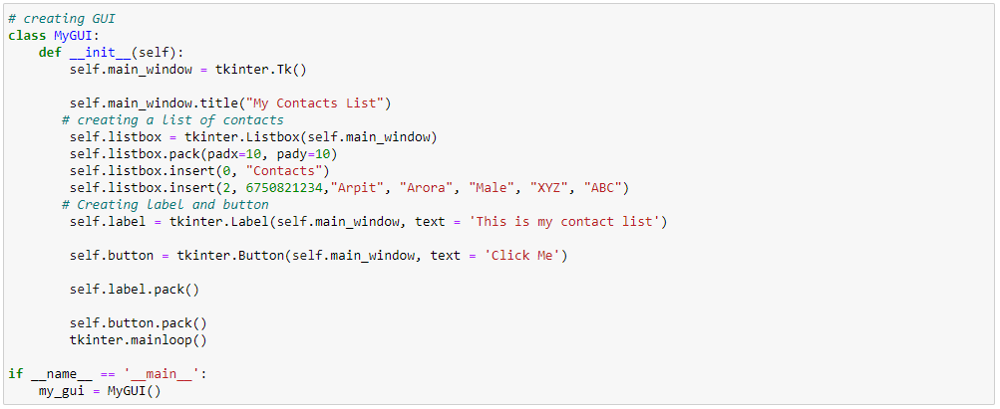 # creating GUI
class MyGUI:
    def __init__(self):
        self.main_window = tkinter.Tk()

        self.main_window.title("My Contacts List")
       # creating a list of contacts
        self.listbox = tkinter.Listbox(self.main_window)
        self.listbox.pack(padx=10, pady=10)
        self.listbox.insert(0, "Contacts")
        self.listbox.insert(2, 6750821234,"Arpit", "Arora", "Male", "XYZ", "ABC")
       # Creating label and button
        self.label = tkinter.Label(self.main_window, text = 'This is my contact list')

        self.button = tkinter.Button(self.main_window, text = 'Click Me')

        self.label.pack()

        self.button.pack()
        tkinter.mainloop()

if __name__ == '__main__':
    my_gui = MyGUI()